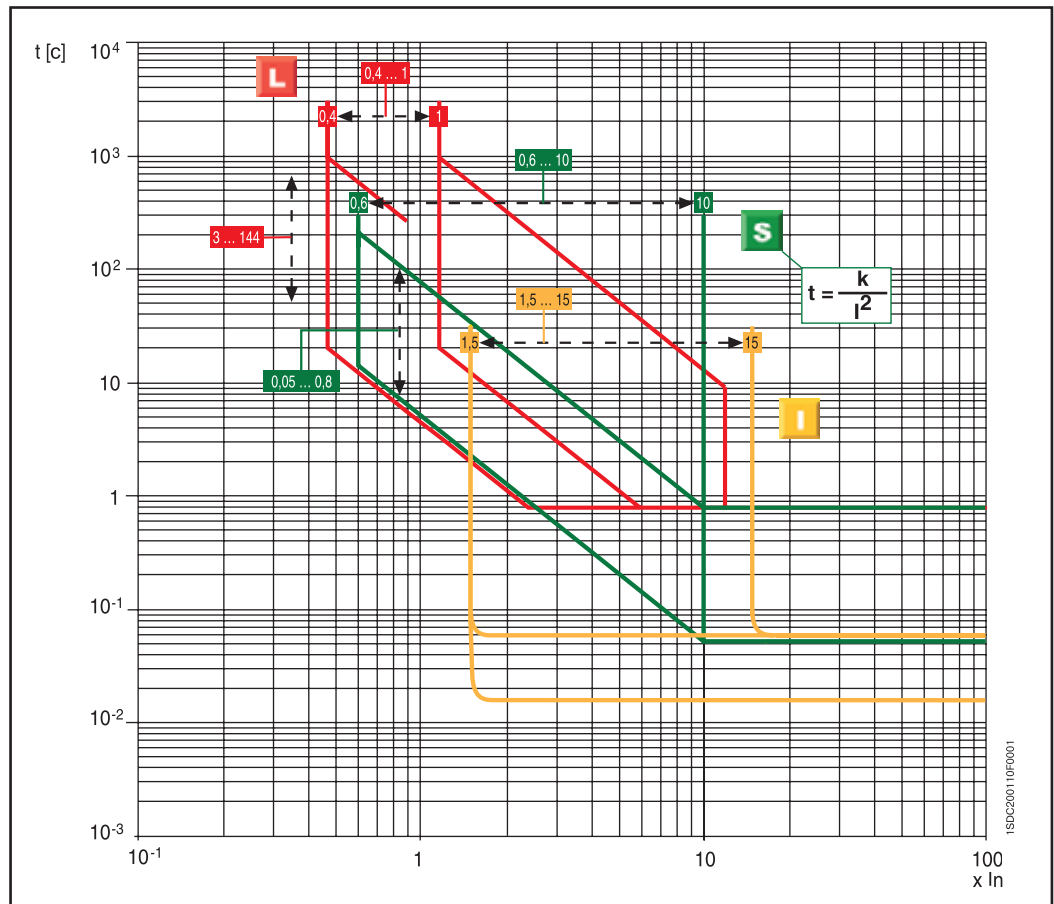 t [c]
10⁴
L
0,4 ... 1
0,4
1
10³
0,6 ... 10
0,6
10
S
3 ... 144
10²
t = k / I²
1,5 ... 15
1,5
15
0,05 ... 0,8
10
I
1
10⁻¹
10⁻²
10⁻³
10⁻¹
1
10
100
x In
1SDC200110F0001